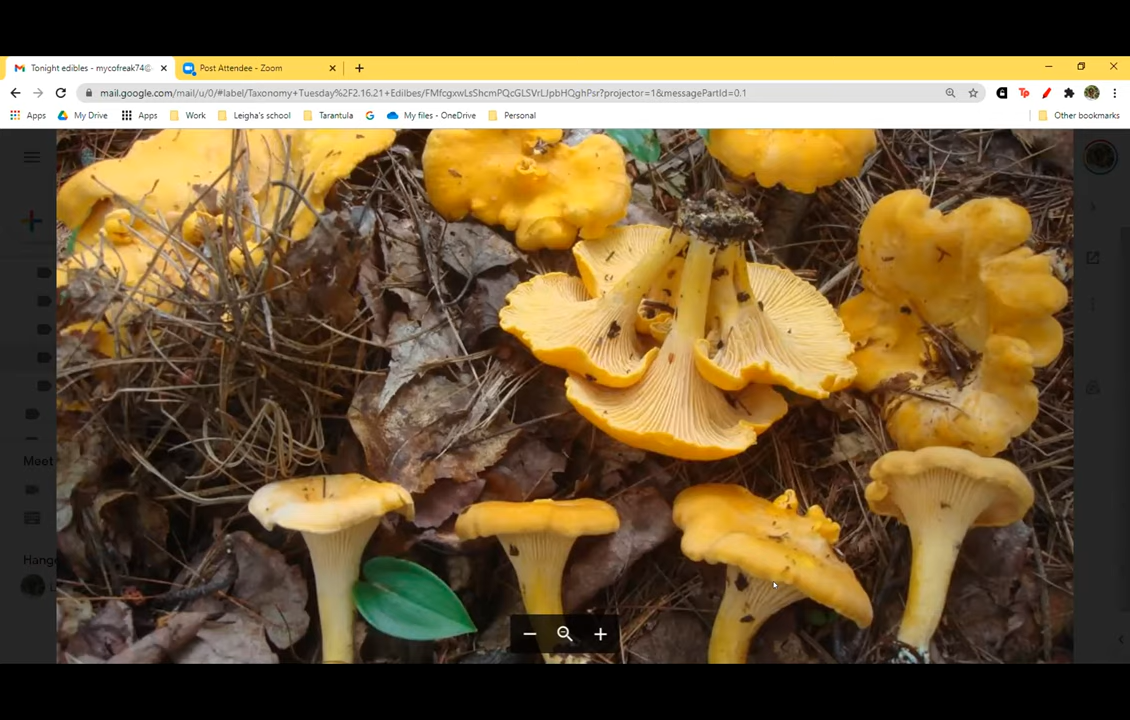 Tonight edibles - mycofreak74@
Post Attendee - Zoom
mail.google.com/mail/u/0/#label/Taxonomy+Tuesday%2F2.16.21+Edilbes/FMfcgxwLsShcmPQcGLSVrLJpbHQghPsr?projector=1&messagePartId=0.1
Apps My Drive Apps Work Leigha's school Tarantula My files - OneDrive Personal Other bookmarks
Meet
Hang